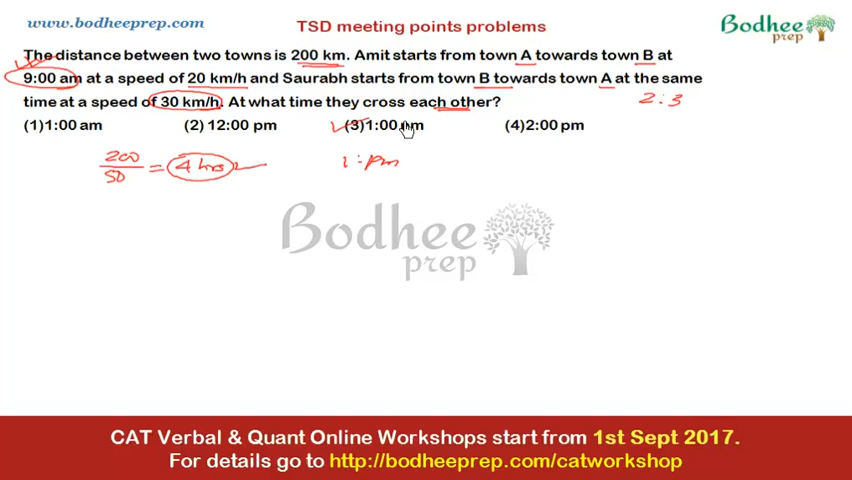 www.bodheeprep.com
TSD meeting points problems
Bodhee
prep
The distance between two towns is 200 km. Amit starts from town A towards town B at
9:00 am at a speed of 20 km/h and Saurabh starts from town B towards town A at the same
time at a speed of 30 km/h. At what time they cross each other?
2:3
(1)1:00 am (2) 12:00 pm (3)1:00 pm (4)2:00 pm
200/50 = 4 hrs
1: pm
Bodhee
prep
CAT Verbal & Quant Online Workshops start from 1st Sept 2017.
For details go to http://bodheeprep.com/catworkshop